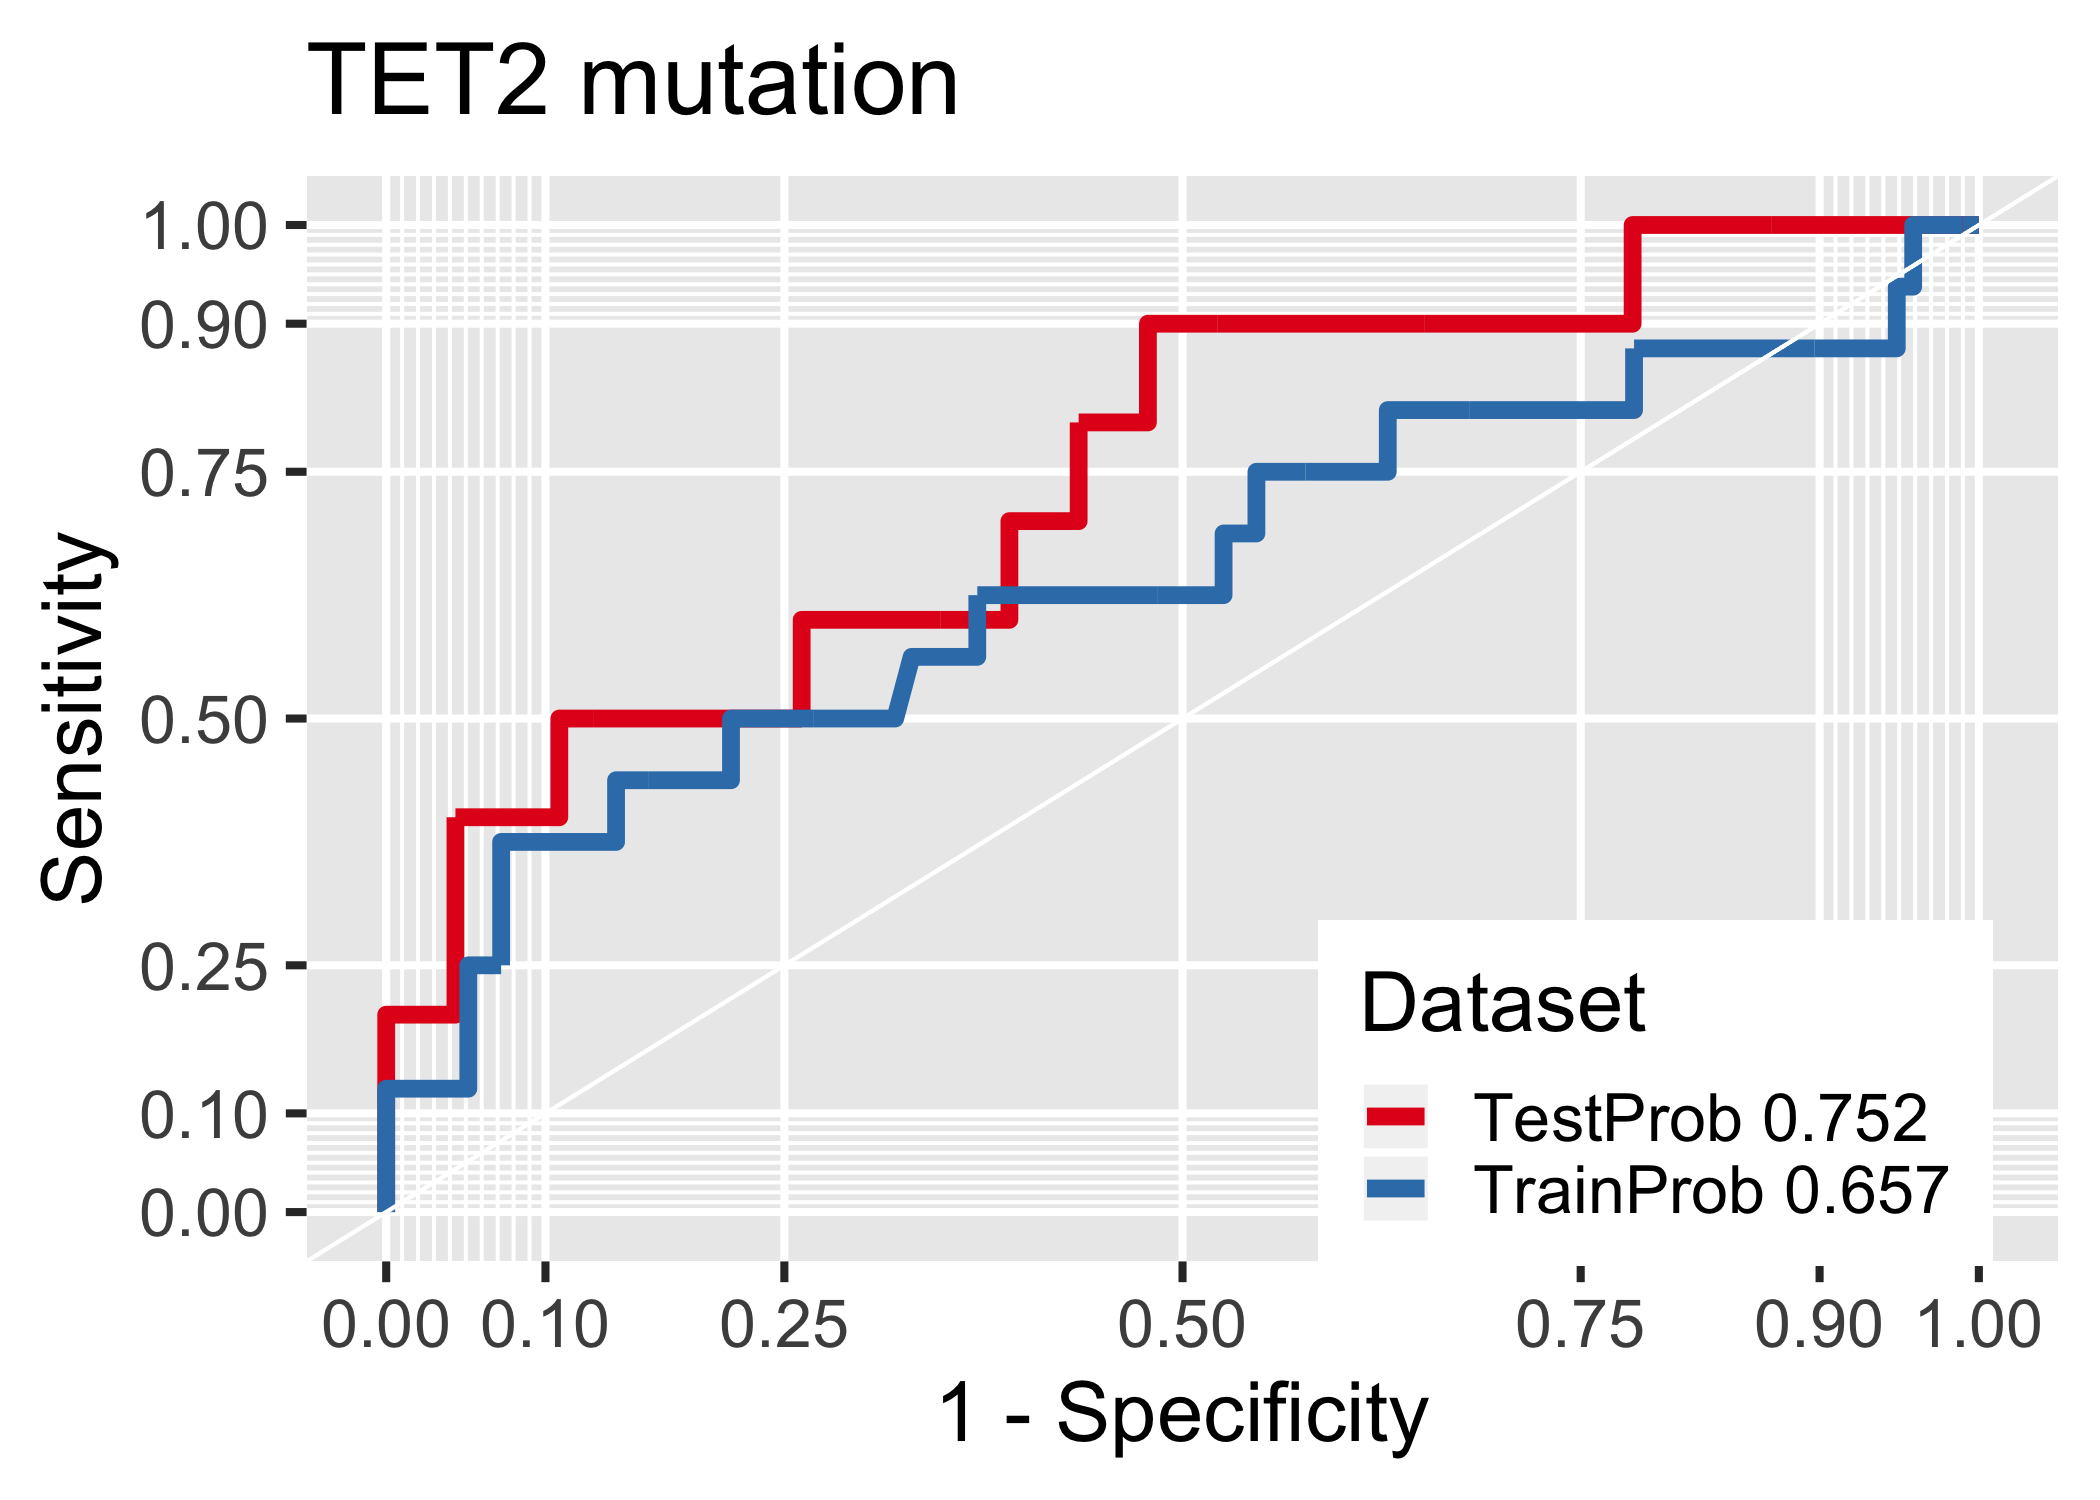 TET2 mutation
Sensitivity
1.00
0.90
0.75
0.50
0.25
0.10
0.00
Dataset
TestProb 0.752
TrainProb 0.657
0.00 0.10 0.25 0.50 0.75 0.90 1.00
1 - Specificity